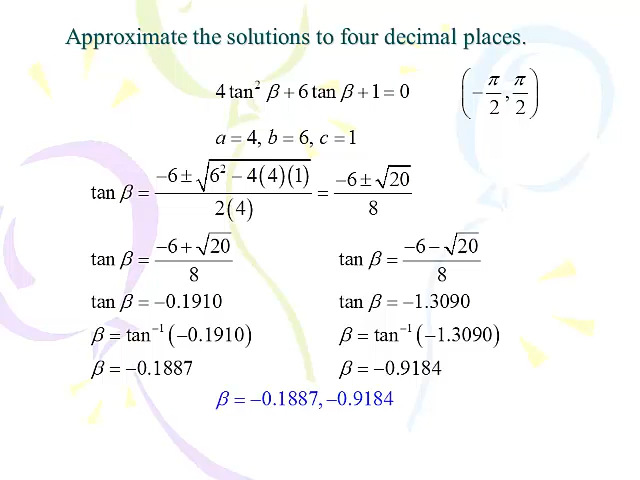 Approximate the solutions to four decimal places.
4 tan² β + 6 tan β + 1 = 0 (−π/2, π/2)
a = 4, b = 6, c = 1
tan β = (−6 ± √(6² − 4(4)(1))) / 2(4) = (−6 ± √20) / 8
tan β = (−6 + √20) / 8 tan β = (−6 − √20) / 8
tan β = −0.1910 tan β = −1.3090
β = tan⁻¹(−0.1910) β = tan⁻¹(−1.3090)
β = −0.1887 β = −0.9184
β = −0.1887, −0.9184